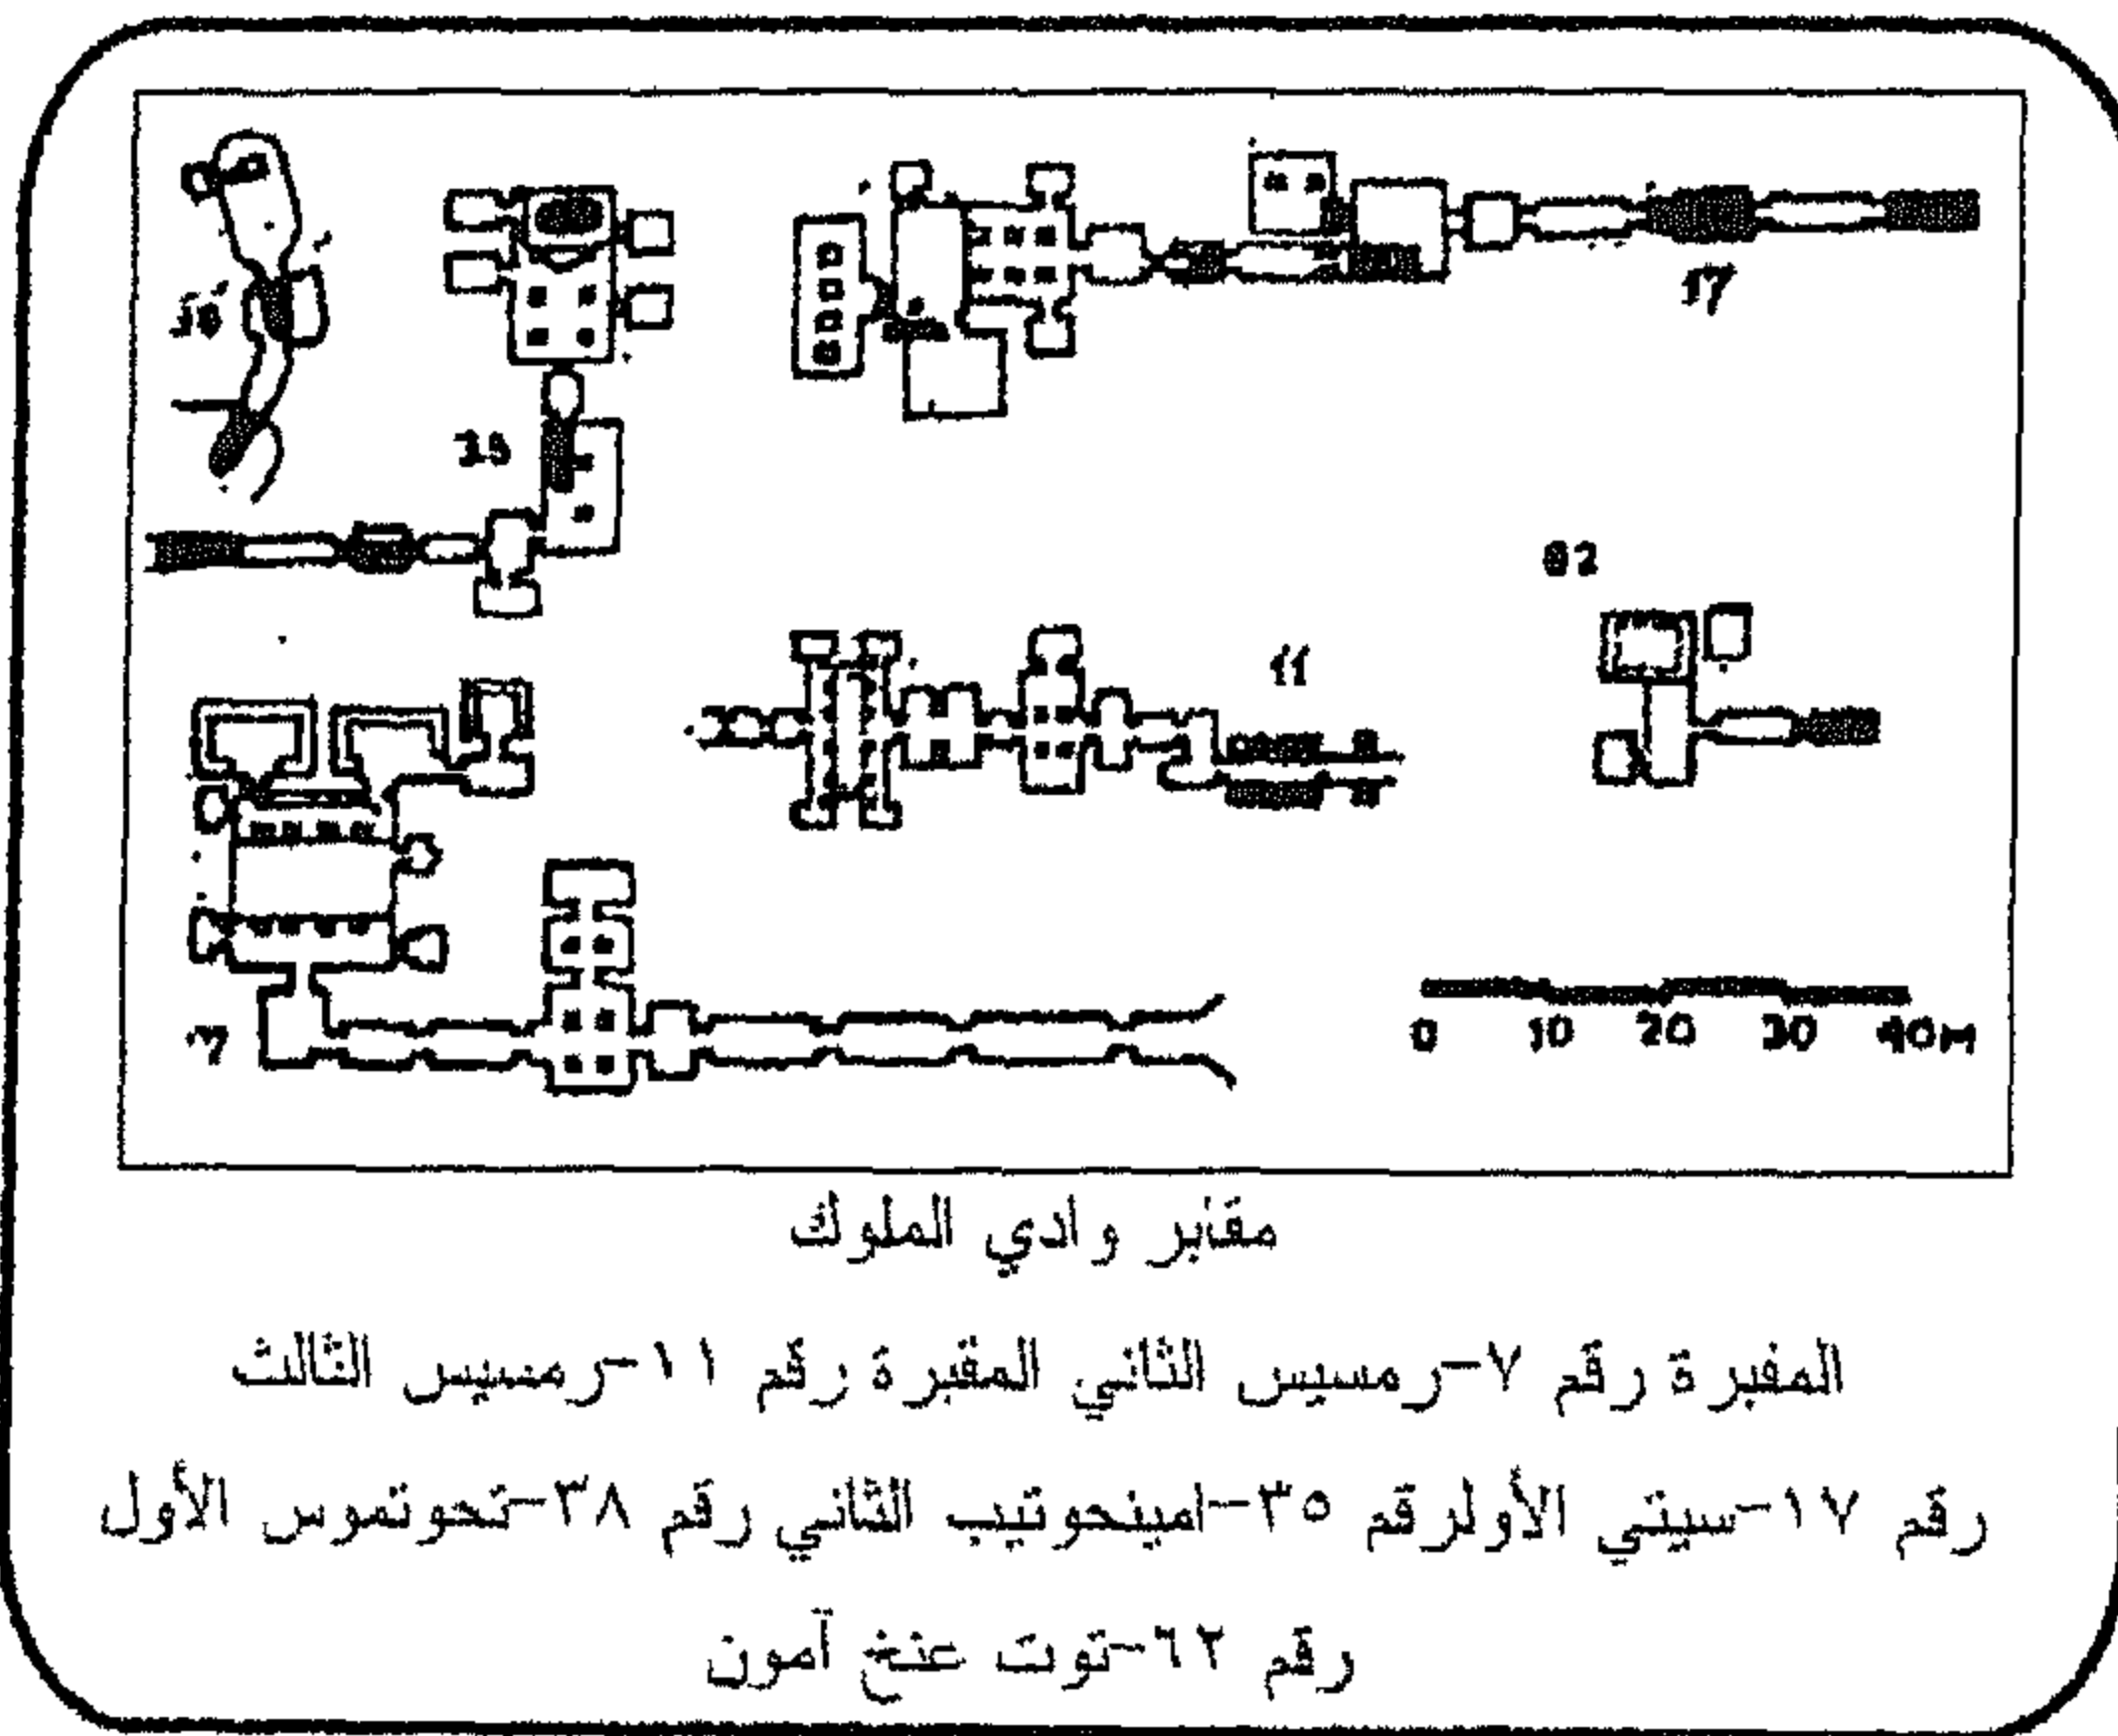 38
35
17
62
11
7
0 10 20 30 40M
مقابر وادي الملوك
المقبرة رقم ٧-رمسيس الثاني المقبرة رقم ١١-رمسيس الثالث
رقم ١٧-سيتي الأولرقم ٣٥-امينحوتيب الثاني رقم ٣٨-تحوتموس الأول
رقم ٦٢-توت عنخ آمون